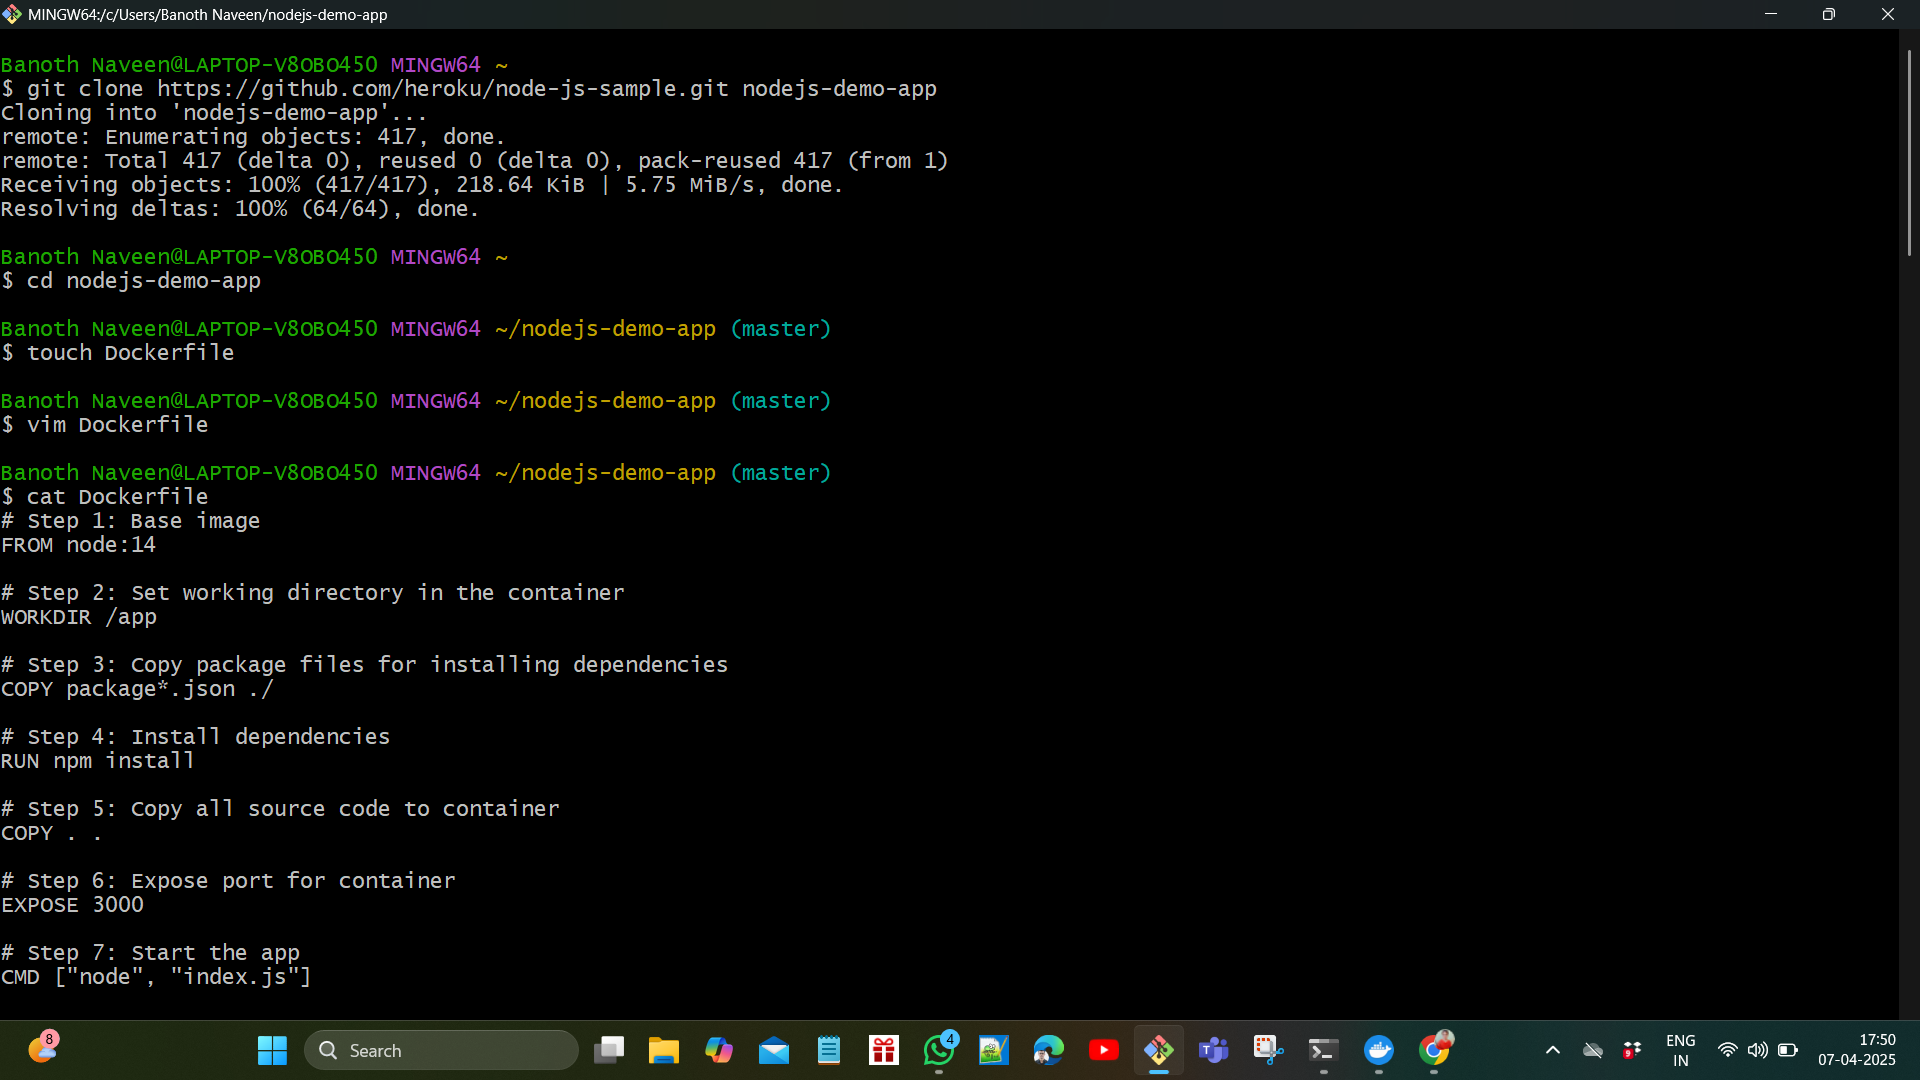 MINGW64:/c/Users/Banoth Naveen/nodejs-demo-app
Banoth Naveen@LAPTOP-V8OBO450 MINGW64 ~
$ git clone https://github.com/heroku/node-js-sample.git nodejs-demo-app
Cloning into 'nodejs-demo-app'...
remote: Enumerating objects: 417, done.
remote: Total 417 (delta 0), reused 0 (delta 0), pack-reused 417 (from 1)
Receiving objects: 100% (417/417), 218.64 KiB | 5.75 MiB/s, done.
Resolving deltas: 100% (64/64), done.
Banoth Naveen@LAPTOP-V8OBO450 MINGW64 ~
$ cd nodejs-demo-app
Banoth Naveen@LAPTOP-V8OBO450 MINGW64 ~/nodejs-demo-app (master)
$ touch Dockerfile
Banoth Naveen@LAPTOP-V8OBO450 MINGW64 ~/nodejs-demo-app (master)
$ vim Dockerfile
Banoth Naveen@LAPTOP-V8OBO450 MINGW64 ~/nodejs-demo-app (master)
$ cat Dockerfile
# Step 1: Base image
FROM node:14
# Step 2: Set working directory in the container
WORKDIR /app
# Step 3: Copy package files for installing dependencies
COPY package*.json ./
# Step 4: Install dependencies
RUN npm install
# Step 5: Copy all source code to container
COPY . .
# Step 6: Expose port for container
EXPOSE 3000
# Step 7: Start the app
CMD ["node", "index.js"]
8
Search
4
9
ENG
IN
17:50
07-04-2025